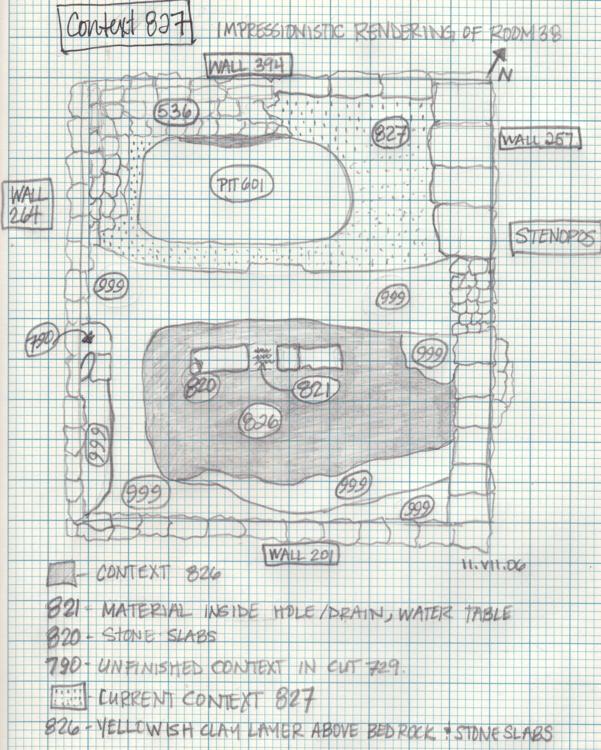 Context 827
IMPRESSIONISTIC RENDERING OF ROOM 38
WALL 394
N
536
827
WALL 257
PIT 601
WALL
264
STENOPOS
999
999
790
999
820
821
826
999
999
999
999
WALL 201
11.VII.06
- CONTEXT 826
821 - MATERIAL INSIDE HOLE/DRAIN, WATER TABLE
820 - STONE SLABS
790 - UNFINISHED CONTEXT IN CUT 729.
- CURRENT CONTEXT 827
826 - YELLOWISH CLAY LAYER ABOVE BEDROCK & STONE SLABS